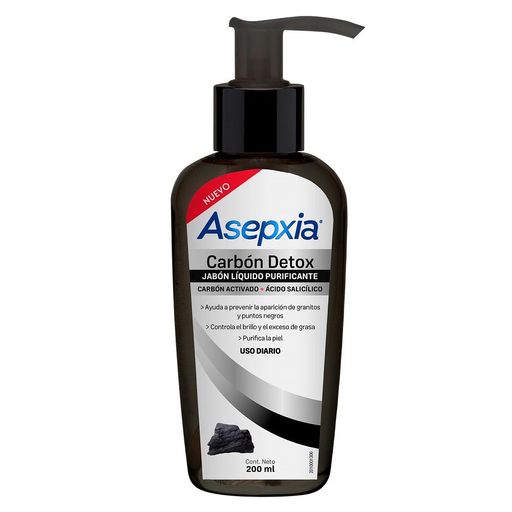 NUEVO
Asepxia®
Carbón Detox
JABÓN LÍQUIDO PURIFICANTE
CARBÓN ACTIVADO + ÁCIDO SALICÍLICO
> Ayuda a prevenir la aparición de granitos
y puntos negros
> Controla el brillo y el exceso de grasa
> Purifica la piel
USO DIARIO
Cont. Neto
200 ml